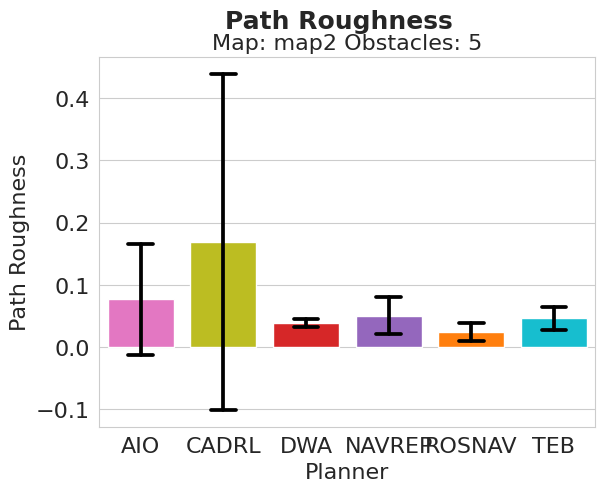 Path Roughness
Map: map2 Obstacles: 5
Path Roughness
0.4
0.3
0.2
0.1
0.0
−0.1
AIO CADRL DWA NAVREP ROSNAV TEB
Planner